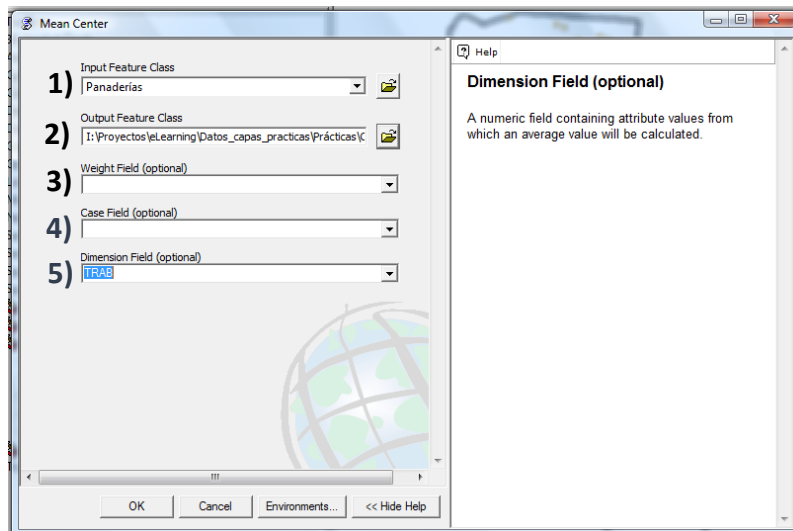 Mean Center
1)
Input Feature Class
Panaderías
2)
Output Feature Class
I:\Proyectos\eLearning\Datos_capas_practicas\Prácticas\C
3)
Weight Field (optional)
4)
Case Field (optional)
5)
Dimension Field (optional)
TRAB
OK Cancel Environments... << Hide Help
Help
Dimension Field (optional)
A numeric field containing attribute values from
which an average value will be calculated.